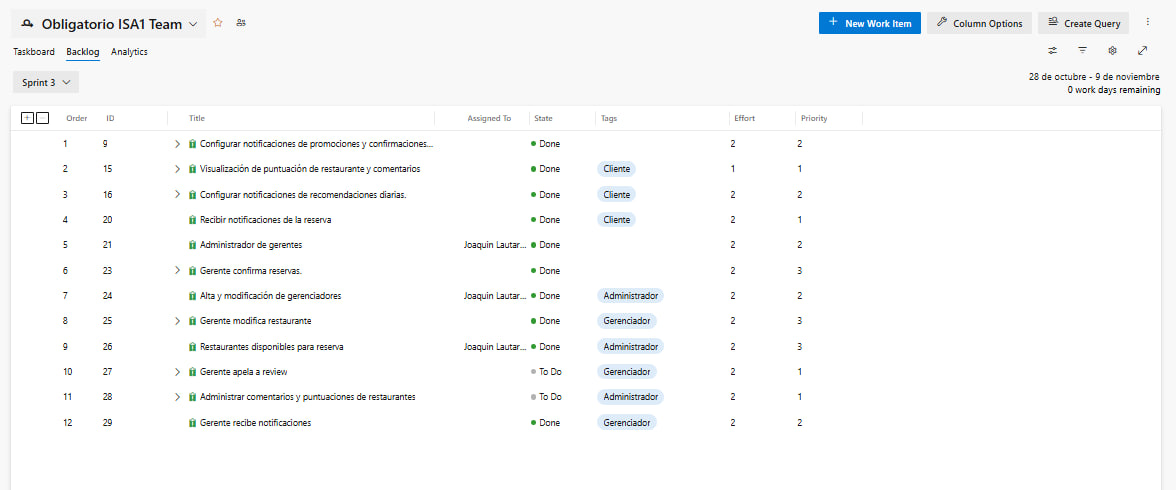 Obligatorio ISA1 Team
New Work Item Column Options Create Query
Taskboard Backlog Analytics
Sprint 3
28 de octubre - 9 de noviembre
0 work days remaining
Order ID Title Assigned To State Tags Effort Priority
1 9 Configurar notificaciones de promociones y confirmaciones... Done 2 2
2 15 Visualización de puntuación de restaurante y comentarios Done Cliente 1 1
3 16 Configurar notificaciones de recomendaciones diarias. Done Cliente 2 2
4 20 Recibir notificaciones de la reserva Done Cliente 2 1
5 21 Administrador de gerentes Joaquin Lautar... Done 2 2
6 23 Gerente confirma reservas. Done 2 3
7 24 Alta y modificación de gerenciadores Joaquin Lautar... Done Administrador 2 2
8 25 Gerente modifica restaurante Done Gerenciador 2 3
9 26 Restaurantes disponibles para reserva Joaquin Lautar... Done Administrador 2 3
10 27 Gerente apela a review To Do Gerenciador 2 1
11 28 Administrar comentarios y puntuaciones de restaurantes To Do Administrador 2 1
12 29 Gerente recibe notificaciones Done Gerenciador 2 2